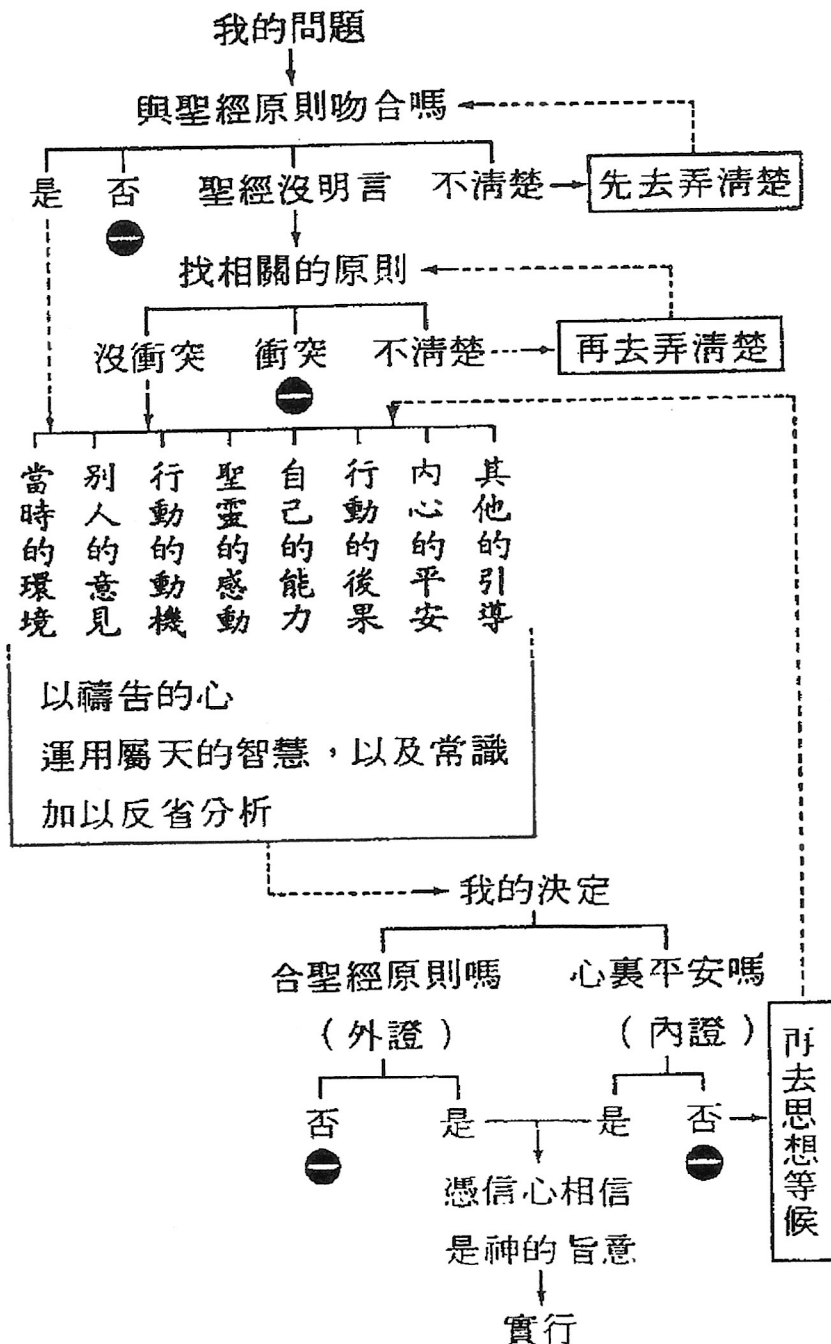 我的問題
與聖經原則吻合嗎
是
否
聖經沒明言
不清楚
先去弄清楚
找相關的原則
沒衝突
衝突
不清楚
再去弄清楚
當時的環境
別人的意見
行動的動機
聖靈的感動
自己的能力
行動的後果
內心的平安
其他的引導
以禱告的心
運用屬天的智慧，以及常識
加以反省分析
我的決定
合聖經原則嗎
（外證）
心裏平安嗎
（內證）
否
是
是
否
再去思想等候
憑信心相信
是神的旨意
實行